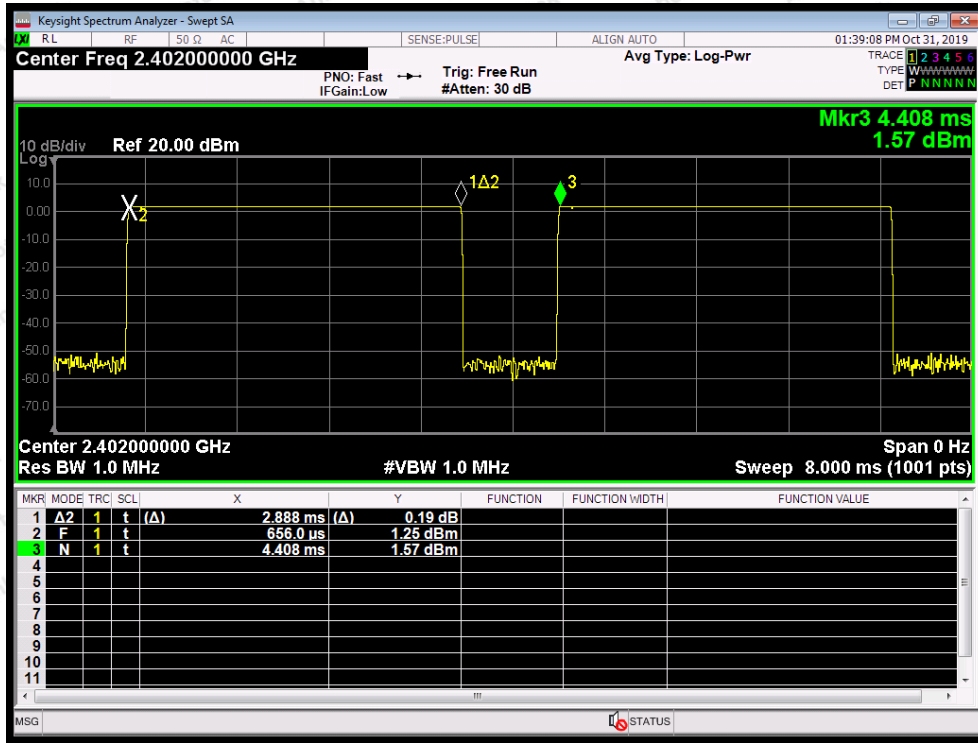 Keysight Spectrum Analyzer - Swept SA
LXI RL RF 50 Ω AC SENSE:PULSE ALIGN AUTO 01:39:08 PM Oct 31, 2019
Center Freq 2.402000000 GHz
PNO: Fast
IFGain:Low
Trig: Free Run
#Atten: 30 dB
Avg Type: Log-Pwr
TRACE 1 2 3 4 5 6
TYPE WWWWWW
DET P N N N N N
Mkr3 4.408 ms
1.57 dBm
10 dB/div Ref 20.00 dBm
Log
10.0
0.00
-10.0
-20.0
-30.0
-40.0
-50.0
-60.0
-70.0
X2
1Δ2
3
Center 2.402000000 GHz Span 0 Hz
Res BW 1.0 MHz #VBW 1.0 MHz Sweep 8.000 ms (1001 pts)
MKR MODE TRC SCL X Y FUNCTION FUNCTION WIDTH FUNCTION VALUE
1 Δ2 1 t (Δ) 2.888 ms (Δ) 0.19 dB
2 F 1 t 656.0 µs 1.25 dBm
3 N 1 t 4.408 ms 1.57 dBm
4
5
6
7
8
9
10
11
MSG STATUS